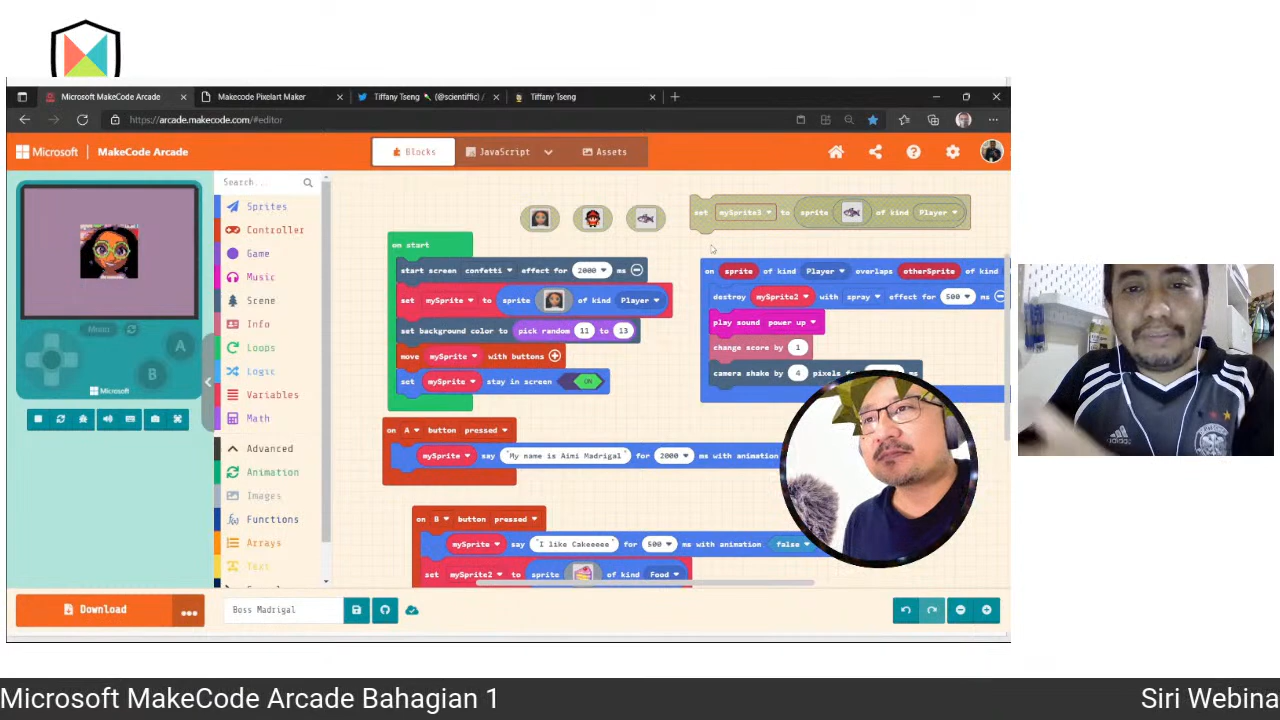 Microsoft MakeCode Arcade
Makecode Pixelart Maker
Tiffany Tseng (@scientiffic) /
Tiffany Tseng
https://arcade.makecode.com/#editor
Microsoft
MakeCode Arcade
Blocks
JavaScript
Assets
Search...
Sprites
Controller
Game
Music
Scene
Info
Loops
Logic
Variables
Math
Advanced
Animation
Images
Functions
Arrays
Text
Menu
A
B
Microsoft
set mySprite3 to sprite of kind Player
on start
start screen confetti effect for 2000 ms
set mySprite to sprite of kind Player
set background color to pick random 11 to 13
move mySprite with buttons
set mySprite stay in screen ON
on sprite of kind Player overlaps otherSprite of kind
destroy mySprite2 with spray effect for 500 ms
play sound power up
change score by 1
camera shake by 4 pixels for ms
on A button pressed
mySprite say "My name is Aimi Madrigal" for 2000 ms with animation
on B button pressed
mySprite say "I like Cakeeeee" for 500 ms with animation false
set mySprite2 to sprite of kind Food
Download
Boss Madrigal
adidas
Microsoft MakeCode Arcade Bahagian 1
Siri Webina